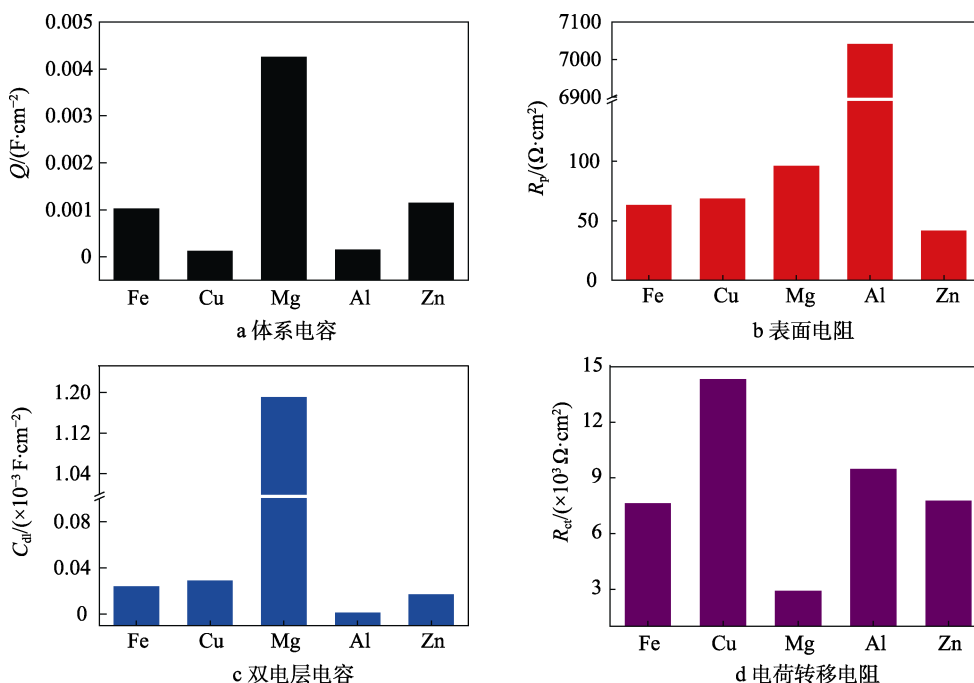 Q/(F·cm⁻²)
0.005
0.004
0.003
0.002
0.001
0
Fe Cu Mg Al Zn
a 体系电容
Rp/(Ω·cm²)
7100
7000
6900
100
50
0
Fe Cu Mg Al Zn
b 表面电阻
Cdl/(×10⁻³ F·cm⁻²)
1.20
1.12
1.04
0.08
0.04
0
Fe Cu Mg Al Zn
c 双电层电容
Rct/(×10³ Ω·cm²)
15
12
9
6
3
Fe Cu Mg Al Zn
d 电荷转移电阻